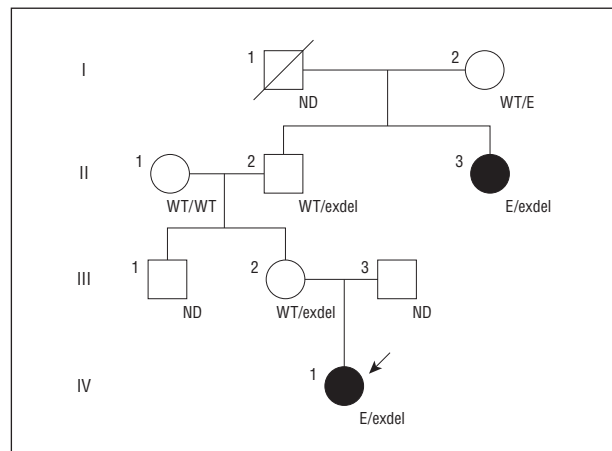 I
1
2
ND
WT/E
II
1
2
3
WT/WT
WT/exdel
E/exdel
III
1
2
3
ND
WT/exdel
ND
IV
1
E/exdel